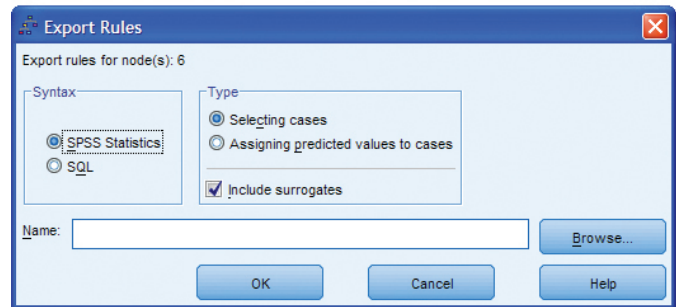 Export Rules
Export rules for node(s): 6
Syntax
SPSS Statistics
SQL
Type
Selecting cases
Assigning predicted values to cases
Include surrogates
Name:
Browse...
OK
Cancel
Help